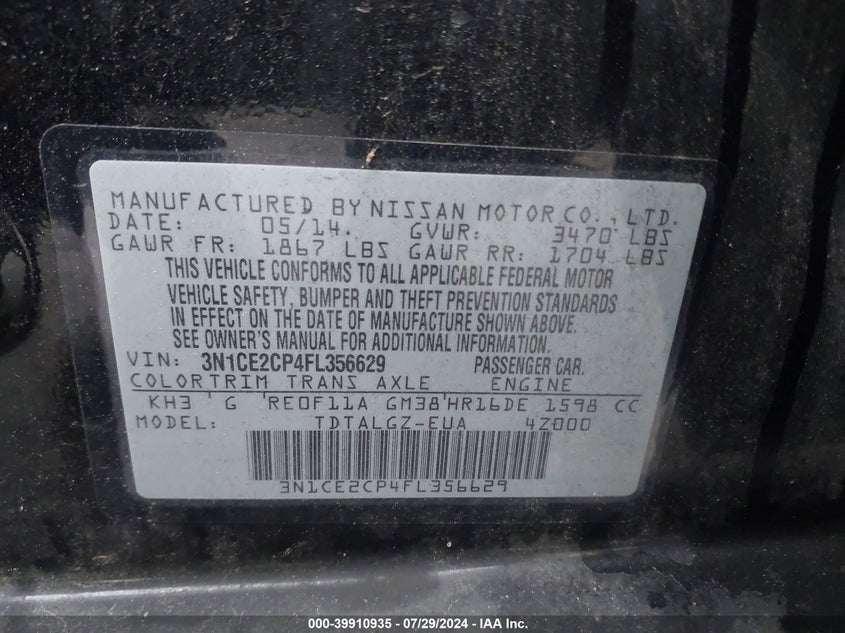 MANUFACTURED BY NISSAN MOTOR CO., LTD.
DATE: 05/14. GVWR: 3470 LBS
GAWR FR: 1867 LBS GAWR RR: 1704 LBS
THIS VEHICLE CONFORMS TO ALL APPLICABLE FEDERAL MOTOR
VEHICLE SAFETY, BUMPER AND THEFT PREVENTION STANDARDS
IN EFFECT ON THE DATE OF MANUFACTURE SHOWN ABOVE.
SEE OWNER'S MANUAL FOR ADDITIONAL INFORMATION.
VIN: 3N1CE2CP4FL356629 PASSENGER CAR.
COLORTRIM TRANS AXLE ENGINE
KH3 G RE0F11A GM38 HR16DE 1598 CC
MODEL: TDTALGZ-EUA 4Z000
3N1CE2CP4FL356629
000-39910935 - 07/29/2024 - IAA Inc.